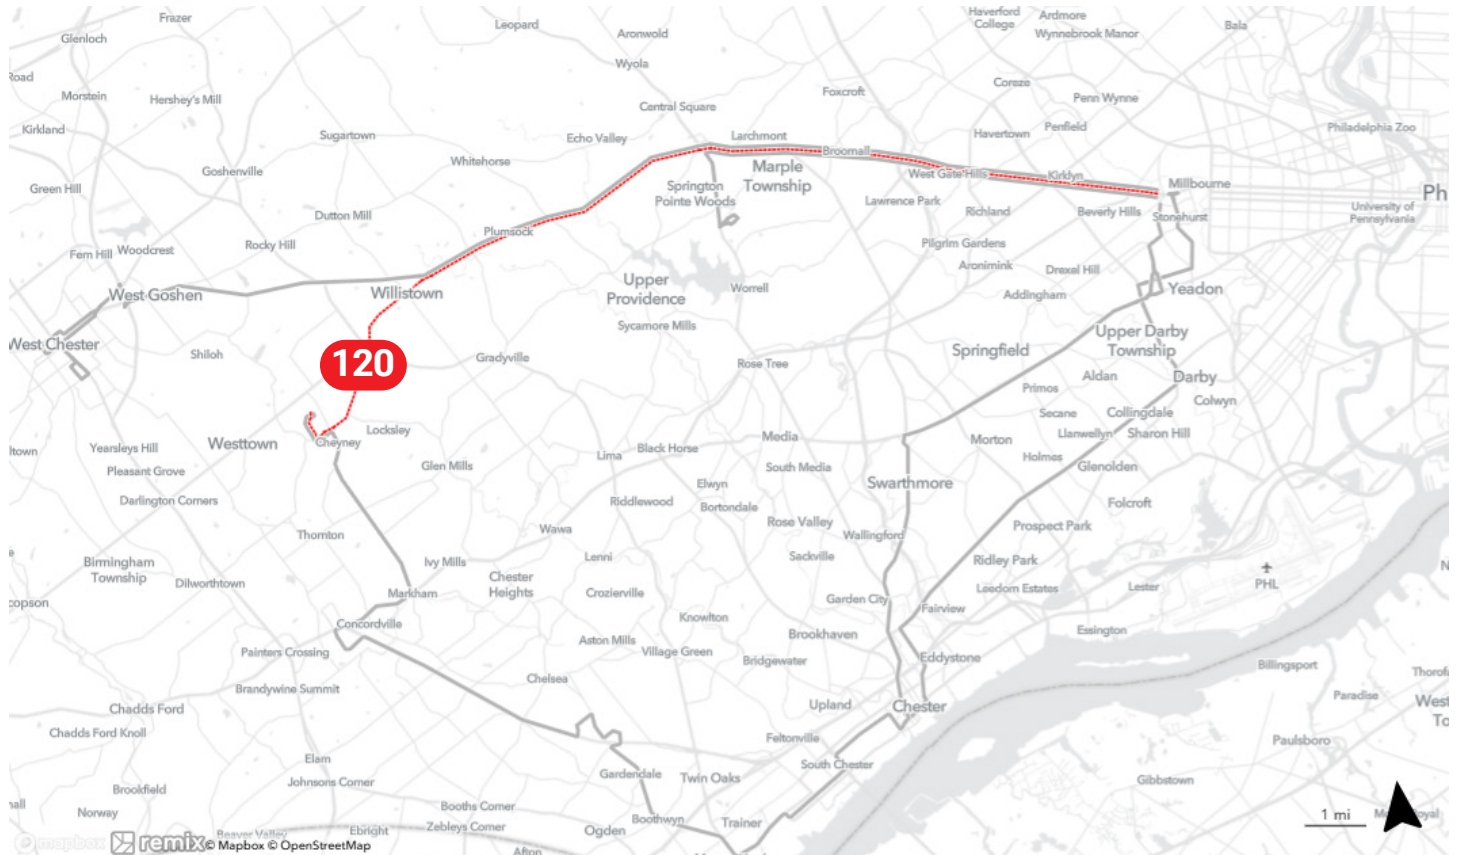 Frazer
Leopard
Haverford
College
Ardmore
Bala
Glenloch
Aronwold
Wynnebrook Manor
Wyola
Road
Coreze
Morstein
Hershey's Mill
Foxcroft
Penn Wynne
Central Square
Kirkland
Sugartown
Echo Valley
Larchmont
Havertown
Penfield
Philadelphia Zoo
Broomall
Whitehorse
Goshenville
Marple
Township
West Gate Hills
Kirklyn
Millbourne
Green Hill
Springton
Pointe Woods
Ph
Lawrence Park
Richland
Beverly Hills
Stonehurst
University of
Pennsylvania
Dutton Mill
Plumsock
Rocky Hill
Fern Hill
Woodcrest
Pilgrim Gardens
Aronimink
Drexel Hill
West Goshen
Willistown
Upper
Providence
Worrell
Addingham
Yeadon
Sycamore Mills
Upper Darby
Township
West Chester
Shiloh
120
Gradyville
Rose Tree
Springfield
Aldan
Darby
Primos
Colwyn
Secane
Collingdale
Locksley
Cheyney
Westtown
Media
Morton
Llanwellyn
Sharon Hill
ltown
Yearsleys Hill
Lima
Black Horse
Holmes
Pleasant Grove
Glen Mills
South Media
Glenolden
Elwyn
Swarthmore
Darlington Corners
Riddlewood
Bortondale
Folcroft
Rose Valley
Prospect Park
Thornton
Wawa
Wallingford
Birmingham
Township
Ivy Mills
Lenni
Sackville
Ridley Park
Dilworthtown
Chester
Heights
Crozierville
Leedom Estates
Lester
PHL
Markham
Garden City
Fairview
copson
Concordville
Knowlton
Essington
Painters Crossing
Aston Mills
Village Green
Brookhaven
Bridgewater
Eddystone
Billingsport
Chelsea
Brandywine Summit
Thorofa
Paradise
Chadds Ford
Upland
Chester
West
To
Chadds Ford Knoll
Feltonville
Paulsboro
Elam
South Chester
Johnsons Corner
Gardendale
Twin Oaks
Gibbstown
Brookfield
Booths Corner
Norway
Boothwyn
Trainer
1 mi
Zebleys Corner
Ogden
Ebright
Beaver Valley
Afton
mapbox
remix
© Mapbox © OpenStreetMap